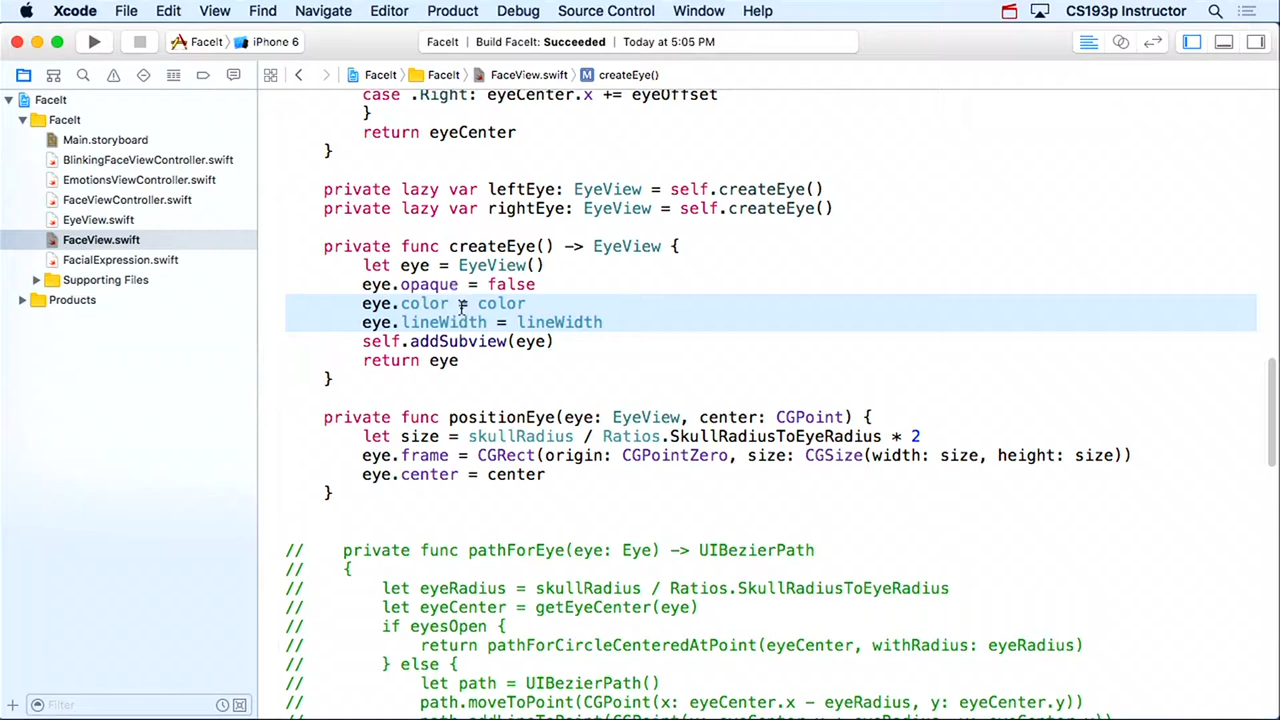 Xcode File Edit View Find Navigate Editor Product Debug Source Control Window Help CS193p Instructor
FaceIt iPhone 6 FaceIt Build FaceIt: Succeeded Today at 5:05 PM
FaceIt FaceIt FaceView.swift M createEye()
FaceIt
FaceIt
Main.storyboard
BlinkingFaceViewController.swift
EmotionsViewController.swift
FaceViewController.swift
EyeView.swift
FaceView.swift
FacialExpression.swift
Supporting Files
Products
Filter
case .Right: eyeCenter.x += eyeOffset
}
return eyeCenter
}
private lazy var leftEye: EyeView = self.createEye()
private lazy var rightEye: EyeView = self.createEye()
private func createEye() -> EyeView {
let eye = EyeView()
eye.opaque = false
eye.color = color
eye.lineWidth = lineWidth
self.addSubview(eye)
return eye
}
private func positionEye(eye: EyeView, center: CGPoint) {
let size = skullRadius / Ratios.SkullRadiusToEyeRadius * 2
eye.frame = CGRect(origin: CGPointZero, size: CGSize(width: size, height: size))
eye.center = center
}
// private func pathForEye(eye: Eye) -> UIBezierPath
// {
// let eyeRadius = skullRadius / Ratios.SkullRadiusToEyeRadius
// let eyeCenter = getEyeCenter(eye)
// if eyesOpen {
// return pathForCircleCenteredAtPoint(eyeCenter, withRadius: eyeRadius)
// } else {
// let path = UIBezierPath()
// path.moveToPoint(CGPoint(x: eyeCenter.x - eyeRadius, y: eyeCenter.y))